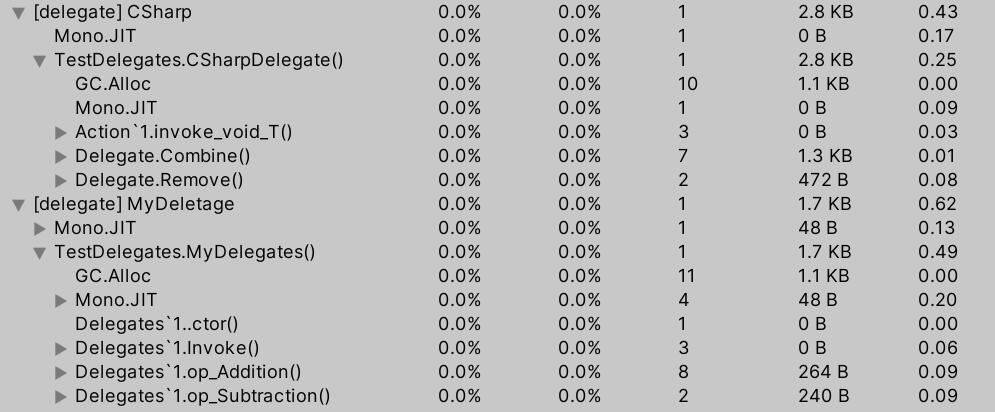 ▼ [delegate] CSharp 0.0% 0.0% 1 2.8 KB 0.43
Mono.JIT 0.0% 0.0% 1 0 B 0.17
▼ TestDelegates.CSharpDelegate() 0.0% 0.0% 1 2.8 KB 0.25
GC.Alloc 0.0% 0.0% 10 1.1 KB 0.00
Mono.JIT 0.0% 0.0% 1 0 B 0.09
▶ Action`1.invoke_void_T() 0.0% 0.0% 3 0 B 0.03
▶ Delegate.Combine() 0.0% 0.0% 7 1.3 KB 0.01
▶ Delegate.Remove() 0.0% 0.0% 2 472 B 0.08
▼ [delegate] MyDeletage 0.0% 0.0% 1 1.7 KB 0.62
▶ Mono.JIT 0.0% 0.0% 1 48 B 0.13
▼ TestDelegates.MyDelegates() 0.0% 0.0% 1 1.7 KB 0.49
GC.Alloc 0.0% 0.0% 11 1.1 KB 0.00
▶ Mono.JIT 0.0% 0.0% 4 48 B 0.20
Delegates`1..ctor() 0.0% 0.0% 1 0 B 0.00
▶ Delegates`1.Invoke() 0.0% 0.0% 3 0 B 0.06
▶ Delegates`1.op_Addition() 0.0% 0.0% 8 264 B 0.09
▶ Delegates`1.op_Subtraction() 0.0% 0.0% 2 240 B 0.09